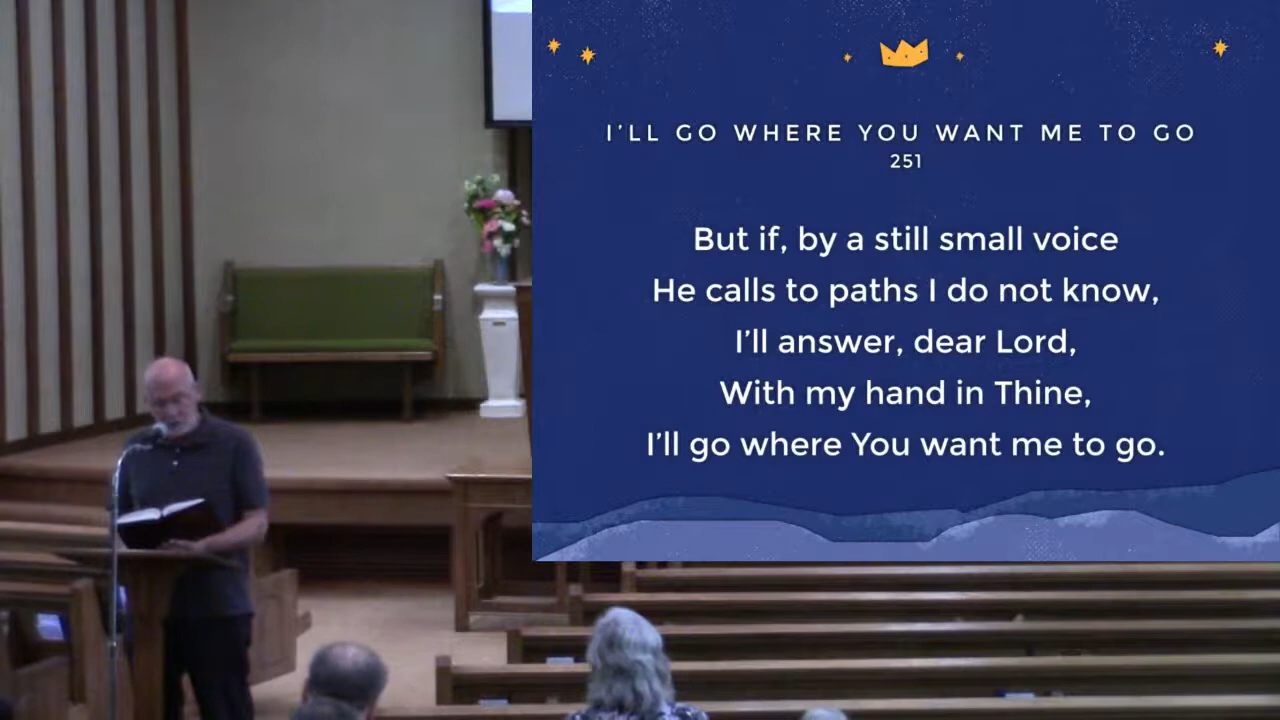 I'LL GO WHERE YOU WANT ME TO GO
251
But if, by a still small voice
He calls to paths I do not know,
I'll answer, dear Lord,
With my hand in Thine,
I'll go where You want me to go.